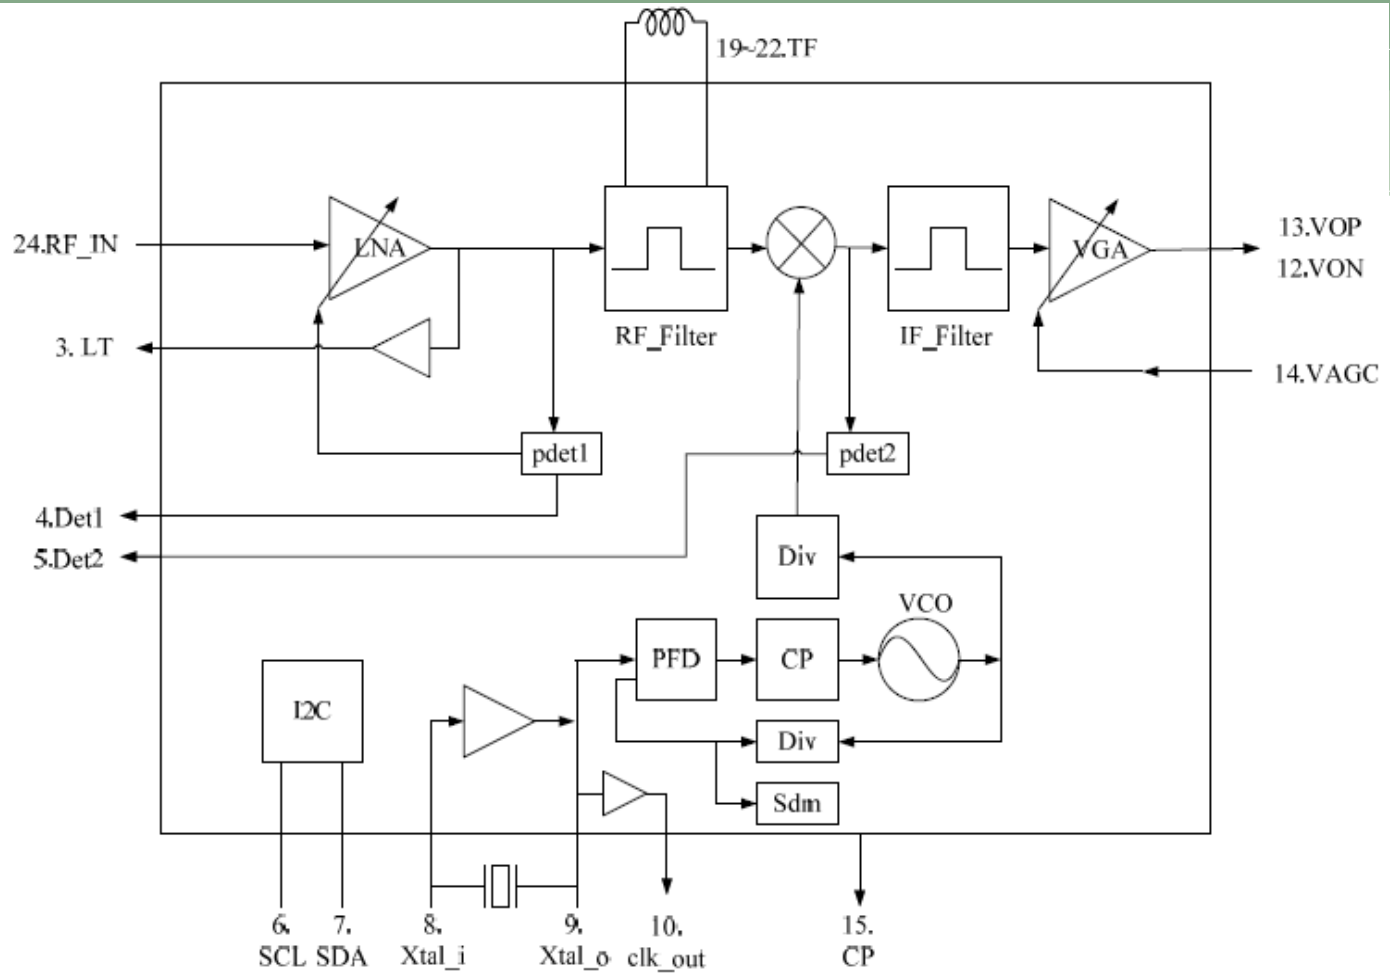 19~22.TF
24.RF_IN
LNA
VGA
13.VOP
12.VON
RF_Filter
IF_Filter
3. LT
14.VAGC
pdet1
pdet2
4.Det1
5.Det2
Div
VCO
PFD
CP
I2C
Div
Sdm
6.
7.
8.
9.
10.
15.
SCL
SDA
Xtal_i
Xtal_o
clk_out
CP